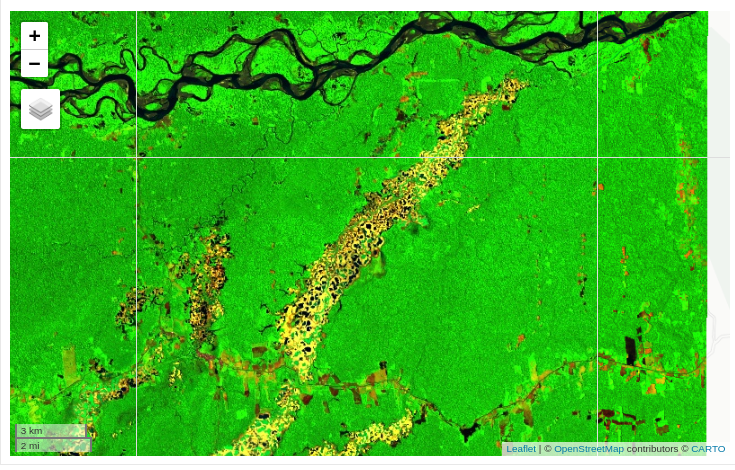 +
−
3 km
2 mi
Leaflet | © OpenStreetMap contributors © CARTO